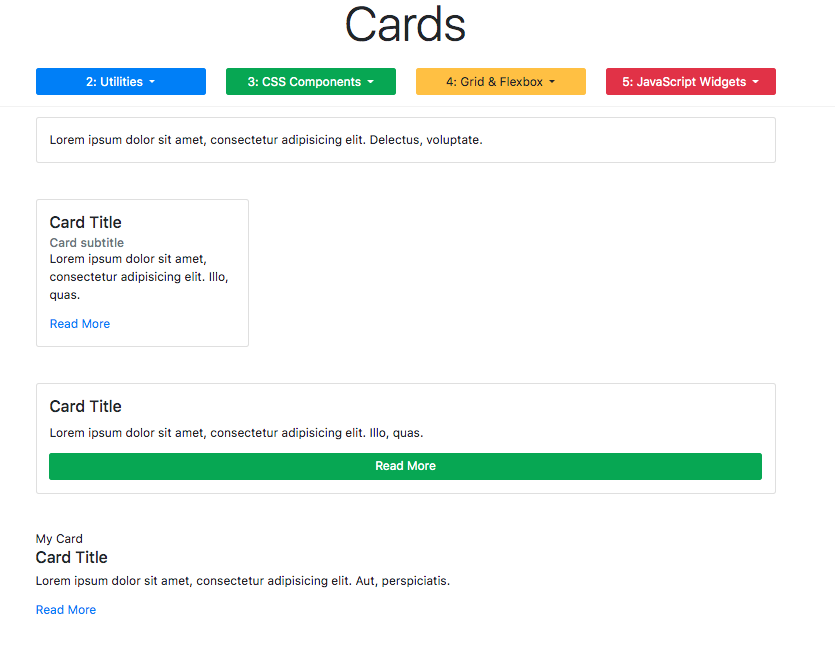 Cards
2: Utilities
3: CSS Components
4: Grid & Flexbox
5: JavaScript Widgets
Lorem ipsum dolor sit amet, consectetur adipisicing elit. Delectus, voluptate.
Card Title
Card subtitle
Lorem ipsum dolor sit amet,
consectetur adipisicing elit. Illo,
quas.
Read More
Card Title
Lorem ipsum dolor sit amet, consectetur adipisicing elit. Illo, quas.
Read More
My Card
Card Title
Lorem ipsum dolor sit amet, consectetur adipisicing elit. Aut, perspiciatis.
Read More